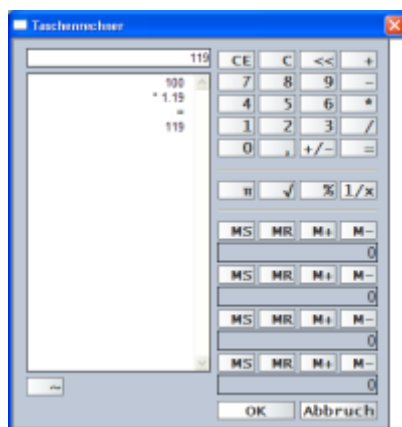 Taschenrechner
119
100
* 1.19
=
119
CE C << +
7 8 9 -
4 5 6 *
1 2 3 /
0 , +/- =
π √ % 1/x
MS MR M+ M-
0
MS MR M+ M-
0
MS MR M+ M-
0
MS MR M+ M-
0
OK Abbruch